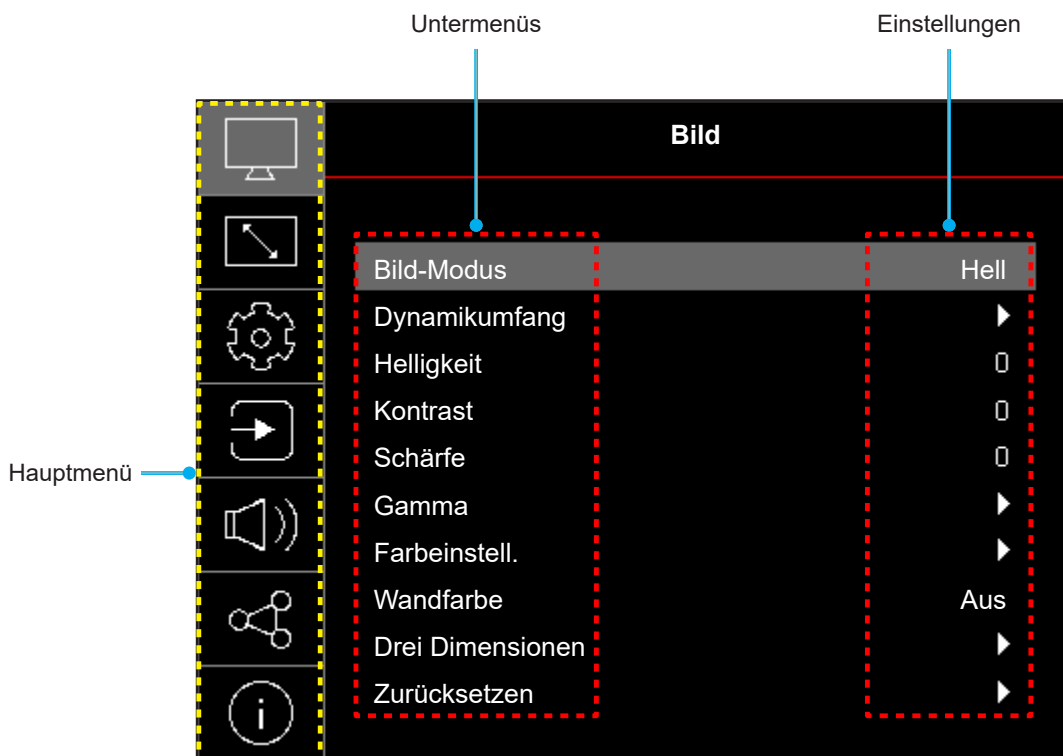 Untermenüs Einstellungen
Bild
Bild-Modus Hell
Dynamikumfang
Helligkeit 0
Kontrast 0
Schärfe 0
Hauptmenü
Gamma
Farbeinstell.
Wandfarbe Aus
Drei Dimensionen
Zurücksetzen
i